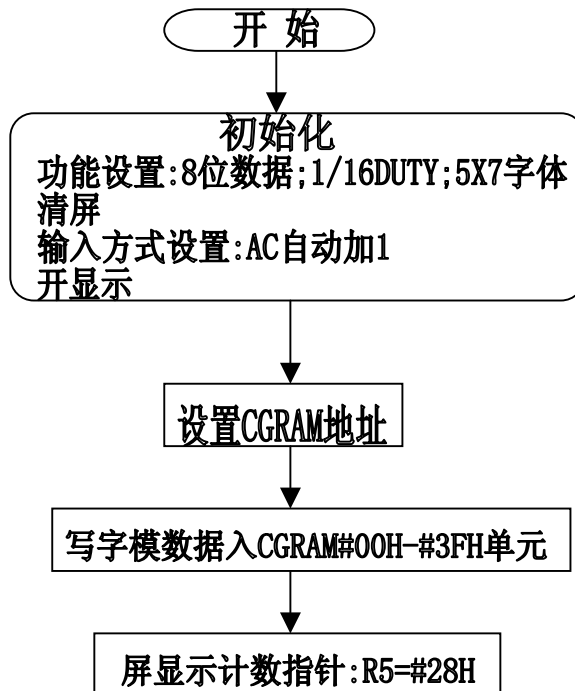 开 始
初始化
功能设置:8位数据;1/16DUTY;5X7字体
清屏
输入方式设置:AC自动加1
开显示
设置CGRAM地址
写字模数据入CGRAM#00H-#3FH单元
屏显示计数指针:R5=#28H